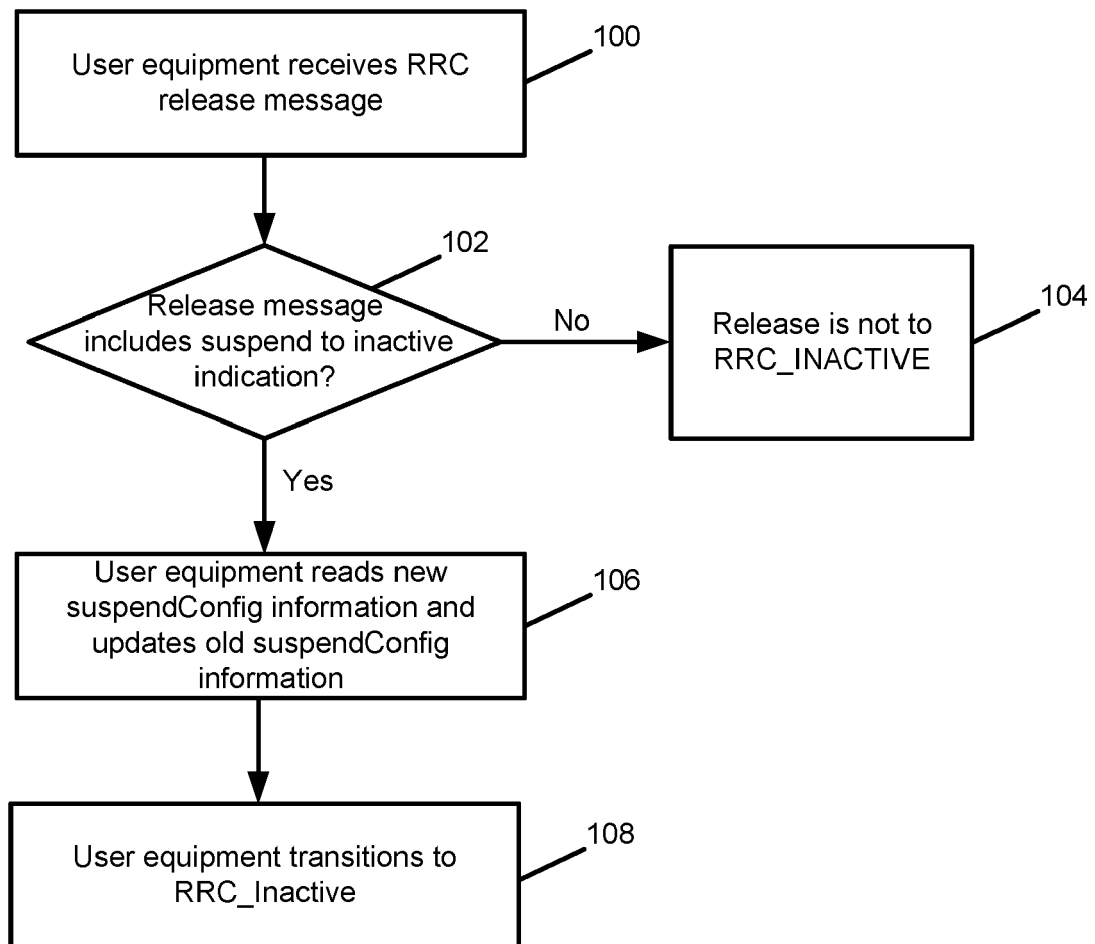 User equipment receives RRC
release message
100
102
Release message
includes suspend to inactive
indication?
No
Release is not to
RRC_INACTIVE
104
Yes
User equipment reads new
suspendConfig information and
updates old suspendConfig
information
106
User equipment transitions to
RRC_Inactive
108